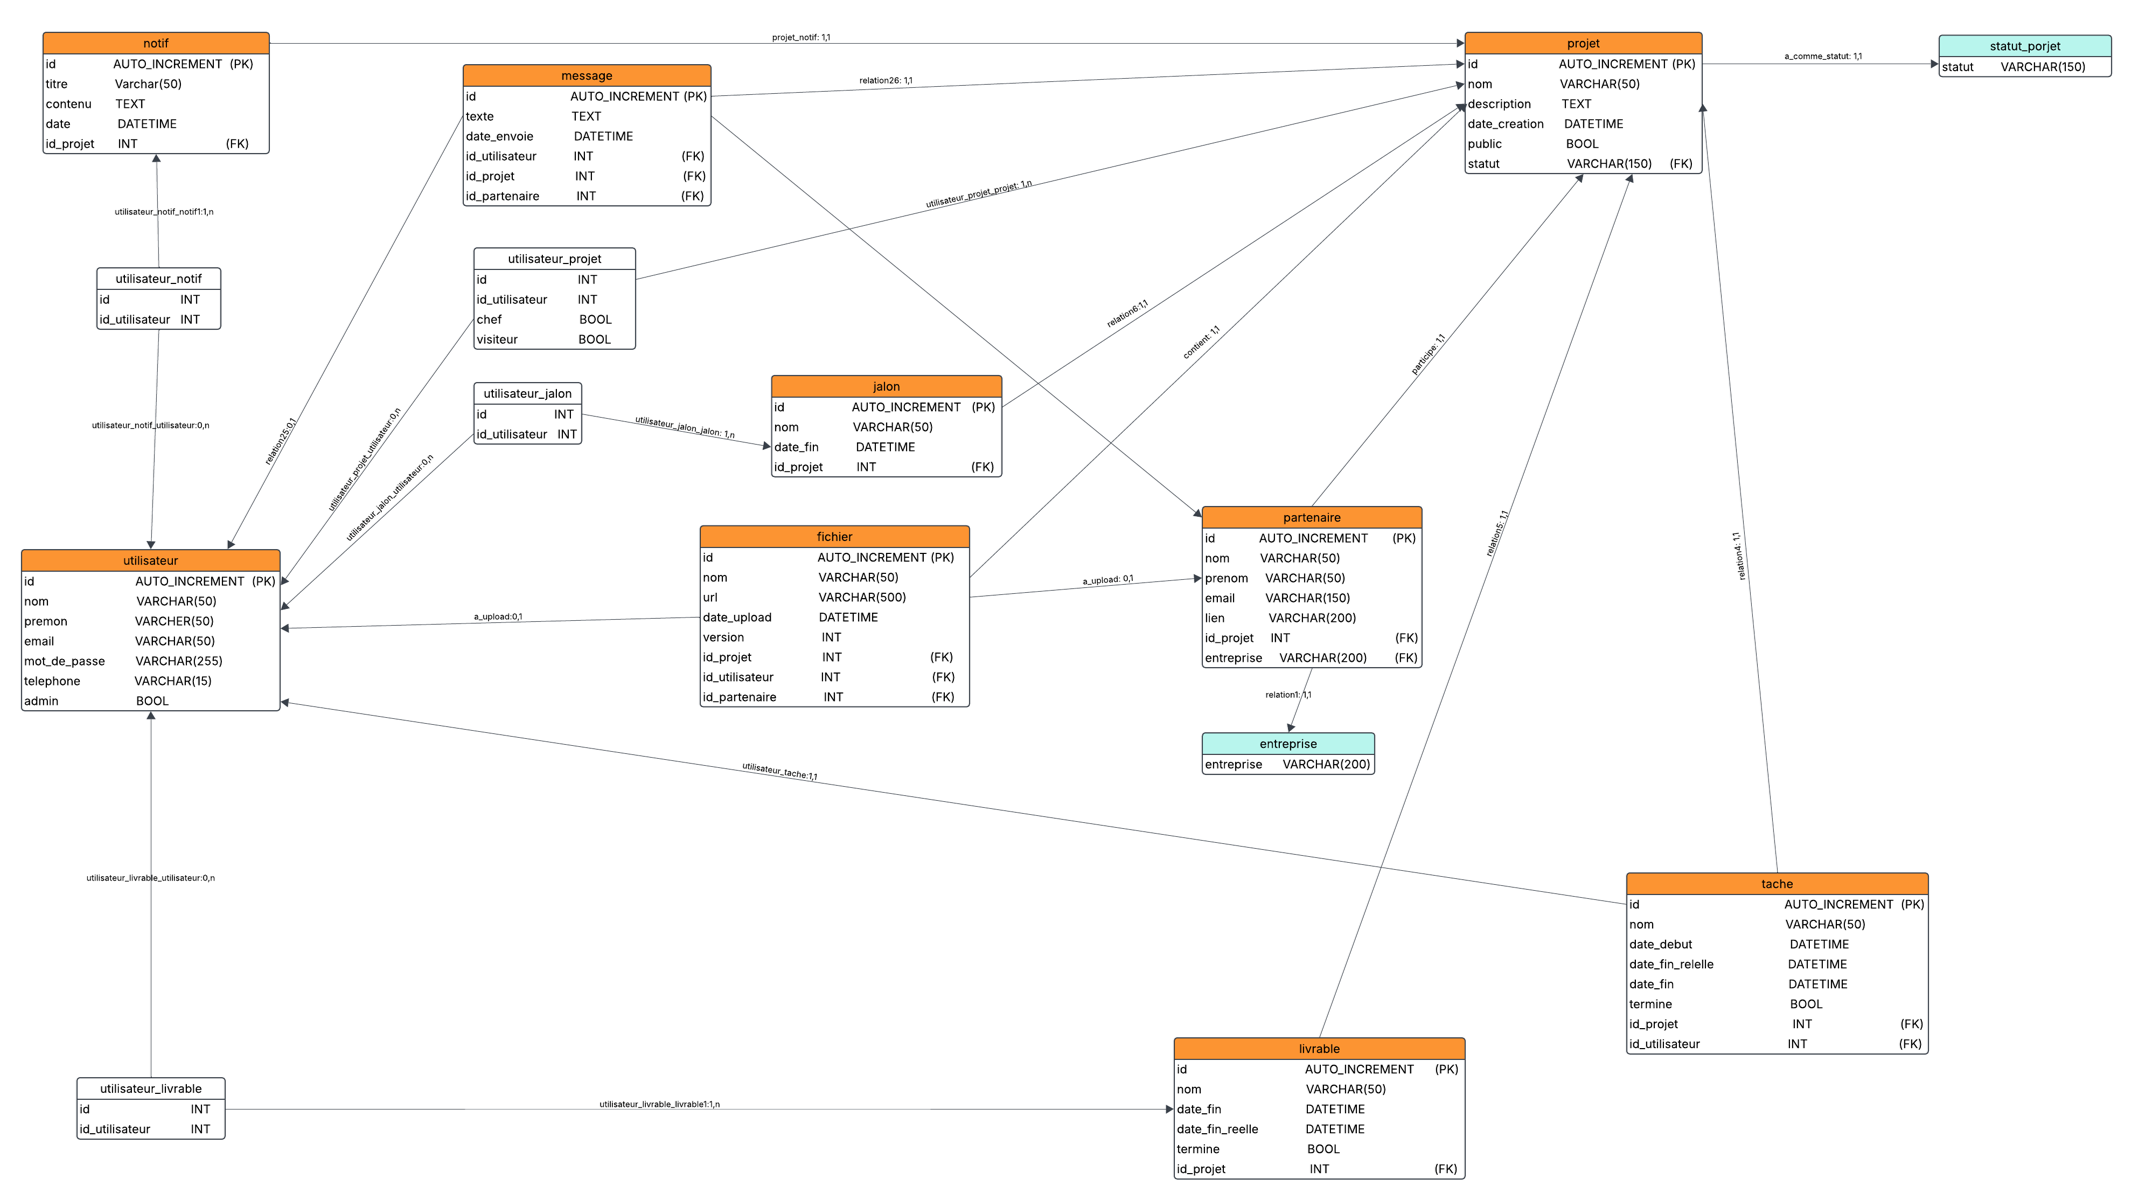 notif
id AUTO_INCREMENT (PK)
titre Varchar(50)
contenu TEXT
date DATETIME
id_projet INT (FK)
projet_notif: 1,1
message
id AUTO_INCREMENT (PK)
texte TEXT
date_envoie DATETIME
id_utilisateur INT (FK)
id_projet INT (FK)
id_partenaire INT (FK)
relation26: 1,1
projet
id AUTO_INCREMENT (PK)
nom VARCHAR(50)
description TEXT
date_creation DATETIME
public BOOL
statut VARCHAR(150) (FK)
a_comme_statut: 1,1
statut_porjet
statut VARCHAR(150)
utilisateur_notif_notif1:1,n
utilisateur_projet_projet: 1,n
utilisateur_notif
id INT
id_utilisateur INT
utilisateur_projet
id INT
id_utilisateur INT
chef BOOL
visiteur BOOL
relation6:1,1
contient: 1,1
participe: 1,1
utilisateur_notif_utilisateur:0,n
relation25:0,1
utilisateur_projet_utilisateur:0,n
utilisateur_jalon_utilisateur:0,n
utilisateur_jalon
id INT
id_utilisateur INT
utilisateur_jalon_jalon: 1,n
jalon
id AUTO_INCREMENT (PK)
nom VARCHAR(50)
date_fin DATETIME
id_projet INT (FK)
utilisateur
id AUTO_INCREMENT (PK)
nom VARCHAR(50)
premon VARCHER(50)
email VARCHAR(50)
mot_de_passe VARCHAR(255)
telephone VARCHAR(15)
admin BOOL
a_upload:0,1
fichier
id AUTO_INCREMENT (PK)
nom VARCHAR(50)
url VARCHAR(500)
date_upload DATETIME
version INT
id_projet INT (FK)
id_utilisateur INT (FK)
id_partenaire INT (FK)
a_upload: 0,1
partenaire
id AUTO_INCREMENT (PK)
nom VARCHAR(50)
prenom VARCHAR(50)
email VARCHAR(150)
lien VARCHAR(200)
id_projet INT (FK)
entreprise VARCHAR(200) (FK)
relation5: 1,1
relation4: 1,1
relation1: 1,1
entreprise
entreprise VARCHAR(200)
utilisateur_tache:1,1
utilisateur_livrable_utilisateur:0,n
tache
id AUTO_INCREMENT (PK)
nom VARCHAR(50)
date_debut DATETIME
date_fin_relelle DATETIME
date_fin DATETIME
termine BOOL
id_projet INT (FK)
id_utilisateur INT (FK)
utilisateur_livrable
id INT
id_utilisateur INT
utilisateur_livrable_livrable1:1,n
livrable
id AUTO_INCREMENT (PK)
nom VARCHAR(50)
date_fin DATETIME
date_fin_reelle DATETIME
termine BOOL
id_projet INT (FK)